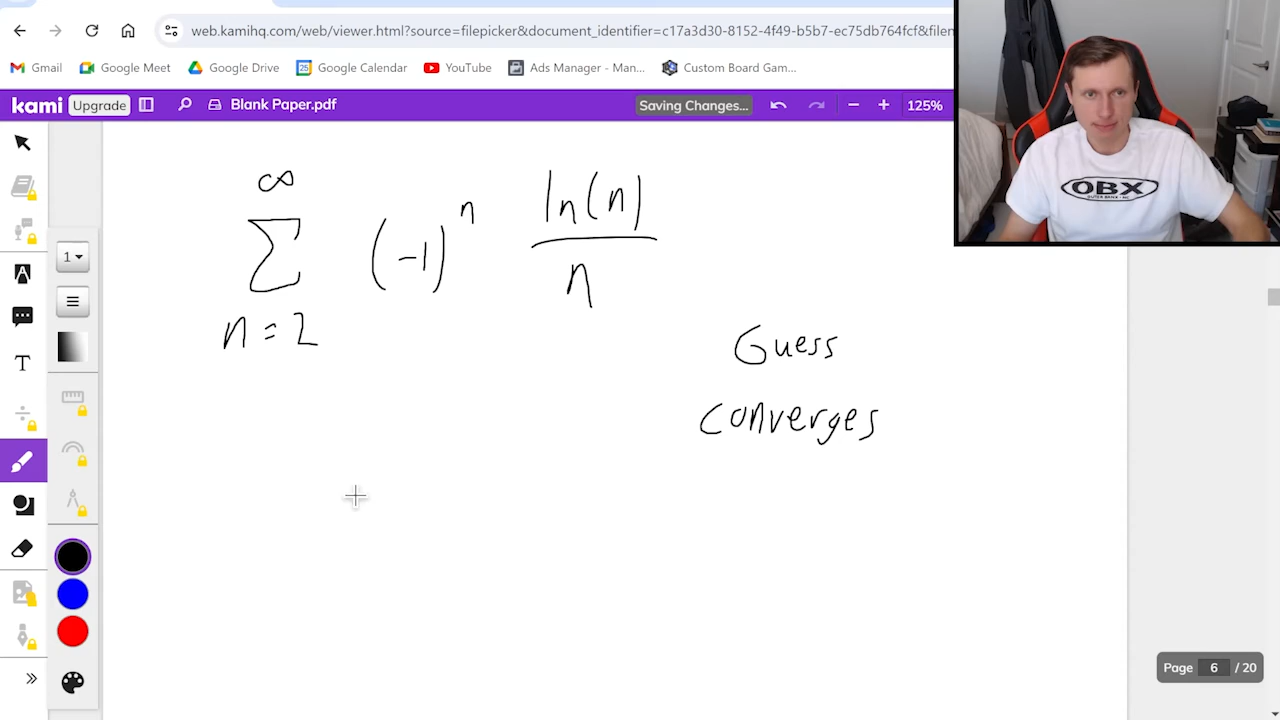 web.kamihq.com/web/viewer.html?source=filepicker&document_identifier=c17a3d30-8152-4f49-b5b7-ec75db764fcf&filen
Gmail Google Meet Google Drive 25 Google Calendar YouTube Ads Manager - Man... Custom Board Gam...
kami Upgrade Blank Paper.pdf Saving Changes... 125%
OBX
1
T
∞
∑ (-1)^n ln(n)/n
n=2
Guess
converges
Page 6 / 20